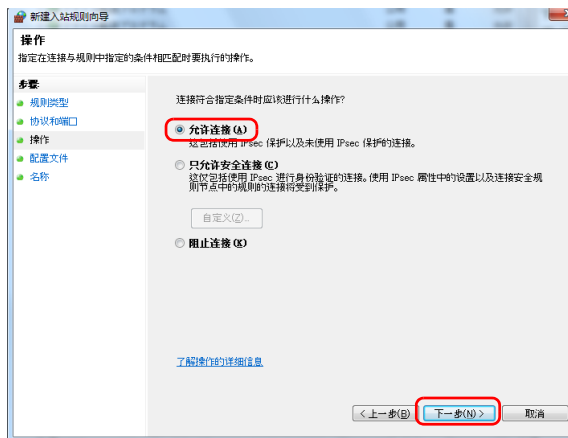 新建入站规则向导
操作
指定在连接与规则中指定的条件相匹配时要执行的操作。
步骤:
规则类型
协议和端口
操作
配置文件
名称
连接符合指定条件时应该进行什么操作?
允许连接(A)
这包括使用 IPsec 保护以及未使用 IPsec 保护的连接。
只允许安全连接(C)
这仅包括使用 IPsec 进行身份验证的连接。使用 IPsec 属性中的设置以及连接安全规
则节点中的规则的连接将受到保护。
自定义(Z)..
阻止连接(K)
了解操作的详细信息
<上一步(B)
下一步(N)>
取消